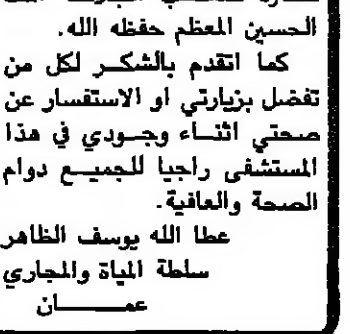 الحسين المعظم حفظه الله.
كما اتقدم بالشكر لكل من
تفضل بزيارتي او الاستفسار عن
صحتي اثناء وجودي في هذا
المستشفى راجيا للجميع دوام
الصحة والعافية.
عطا الله يوسف الظاهر
سلطة المياة والمجاري
عمان